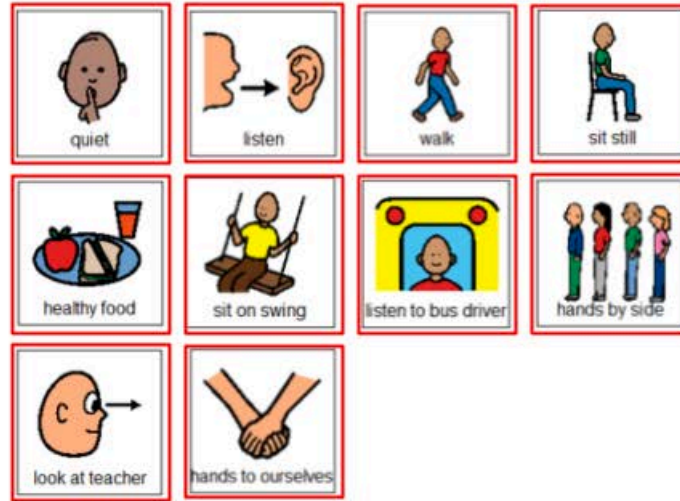 quiet
listen
walk
sit still
healthy food
sit on swing
listen to bus driver
hands by side
look at teacher
hands to ourselves